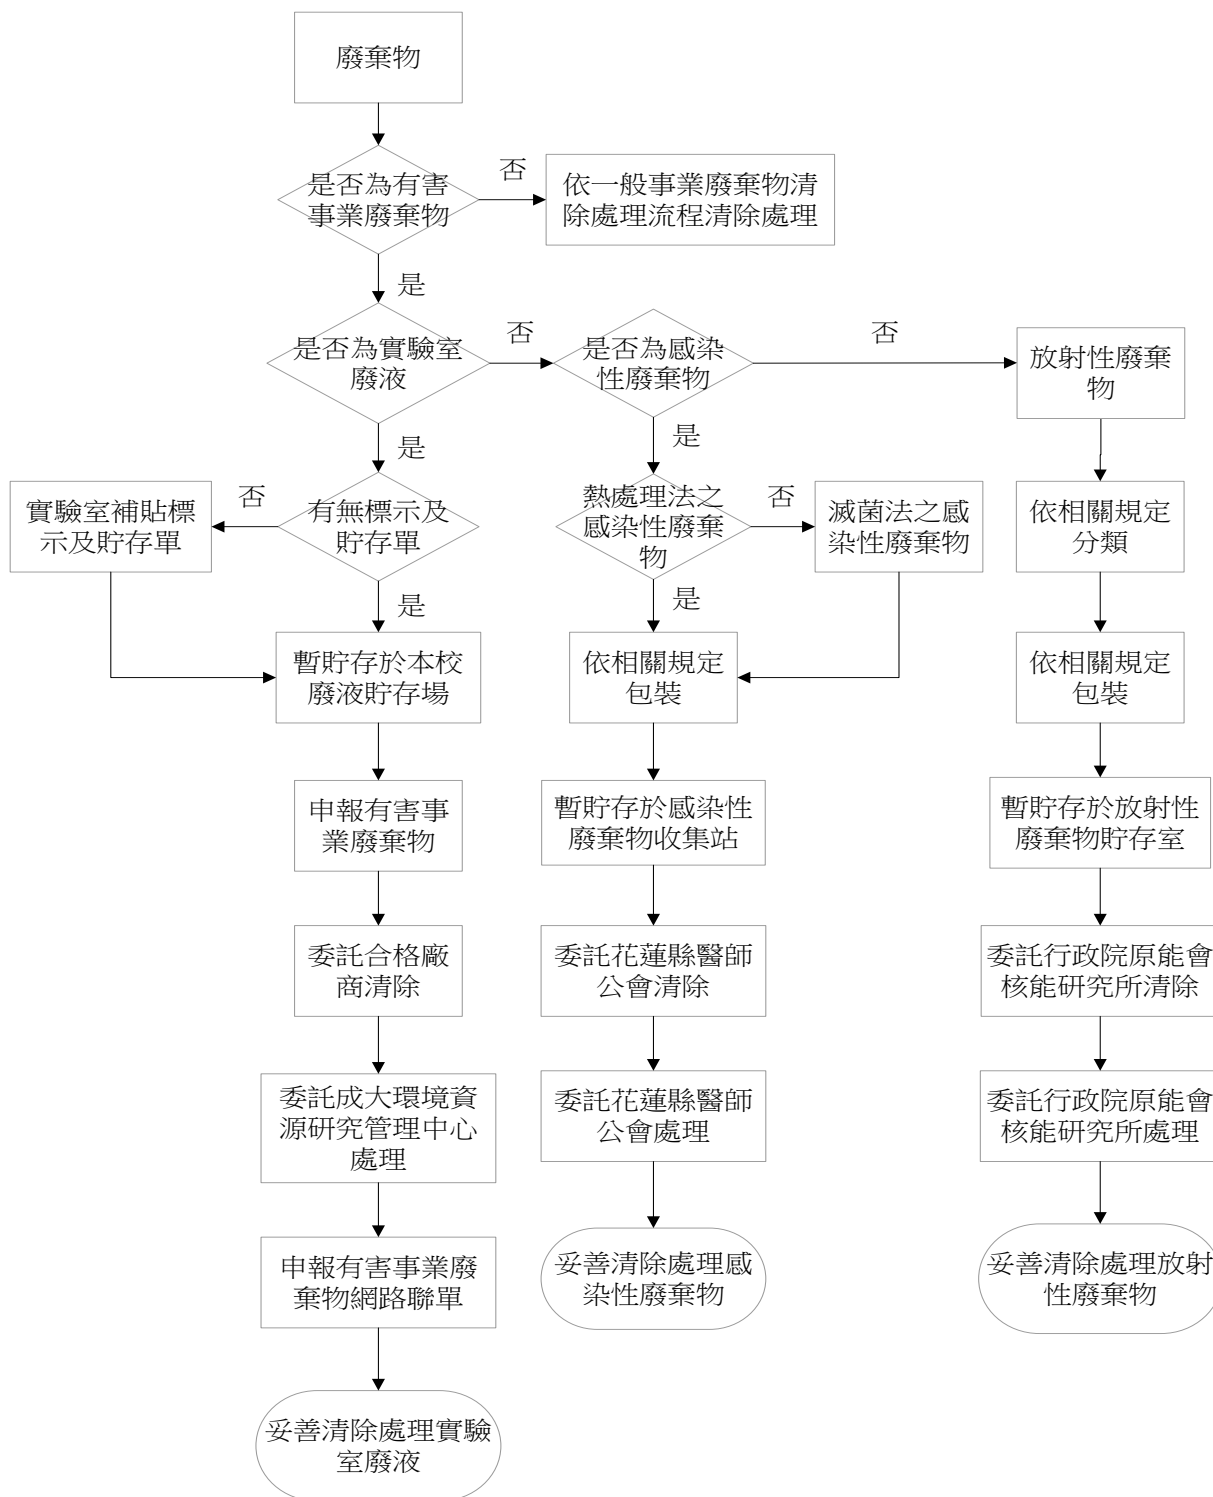 廢棄物
是否為有害
事業廢棄物
否
依一般事業廢棄物清
除處理流程清除處理
是
是否為實驗室
廢液
否
是否為感染
性廢棄物
否
放射性廢棄
物
是
是
實驗室補貼標
示及貯存單
否
有無標示及
貯存單
熱處理法之
感染性廢棄
物
否
滅菌法之感
染性廢棄物
依相關規定
分類
是
是
暫貯存於本校
廢液貯存場
依相關規定
包裝
依相關規定
包裝
申報有害事
業廢棄物
暫貯存於感染性
廢棄物收集站
暫貯存於放射性
廢棄物貯存室
委託合格廠
商清除
委託花蓮縣醫師
公會清除
委託行政院原能會
核能研究所清除
委託成大環境資
源研究管理中心
處理
委託花蓮縣醫師
公會處理
委託行政院原能會
核能研究所處理
申報有害事業廢
棄物網路聯單
妥善清除處理感
染性廢棄物
妥善清除處理放射
性廢棄物
妥善清除處理實驗
室廢液